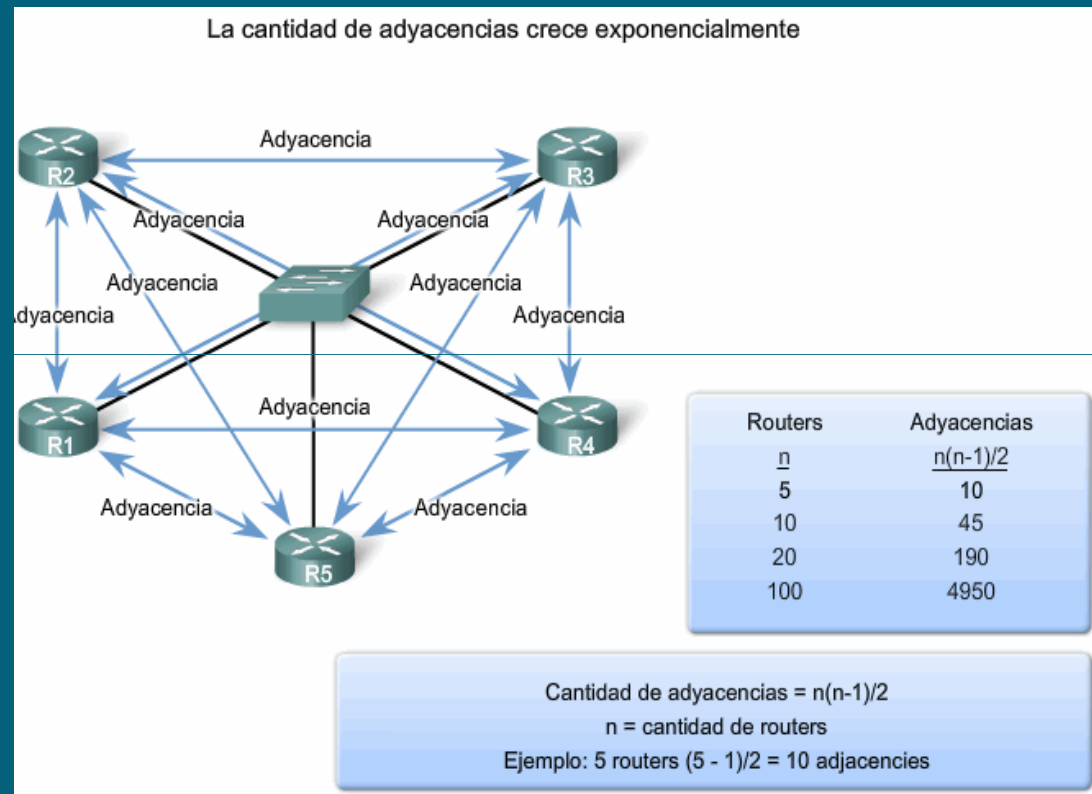 La cantidad de adyacencias crece exponencialmente
Adyacencia
R2
R3
Adyacencia
Adyacencia
Adyacencia
Adyacencia
dyacencia
Adyacencia
Adyacencia
R1
R4
Adyacencia
Adyacencia
R5
Routers Adyacencias
n n(n-1)/2
5 10
10 45
20 190
100 4950
Cantidad de adyacencias = n(n-1)/2
n = cantidad de routers
Ejemplo: 5 routers (5 - 1)/2 = 10 adjacencies